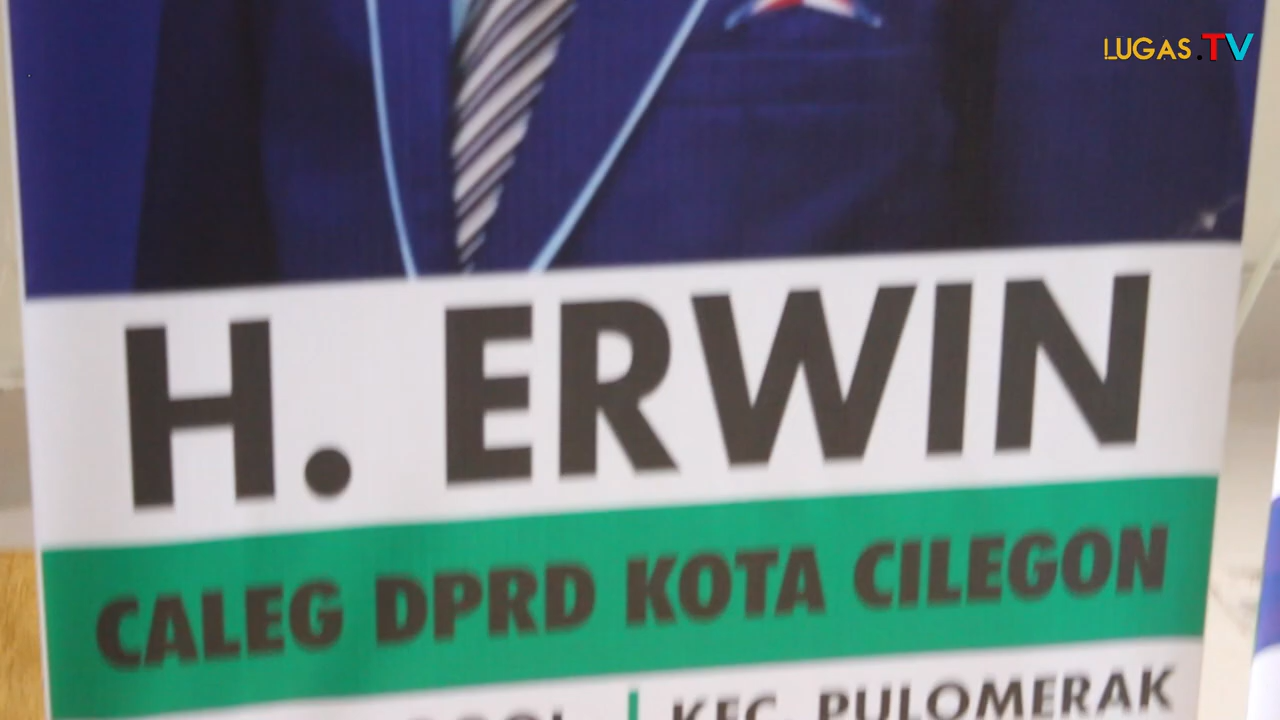 LUGAS.TV
H. ERWIN
CALEG DPRD KOTA CILEGON
KEC. PULOMERAK